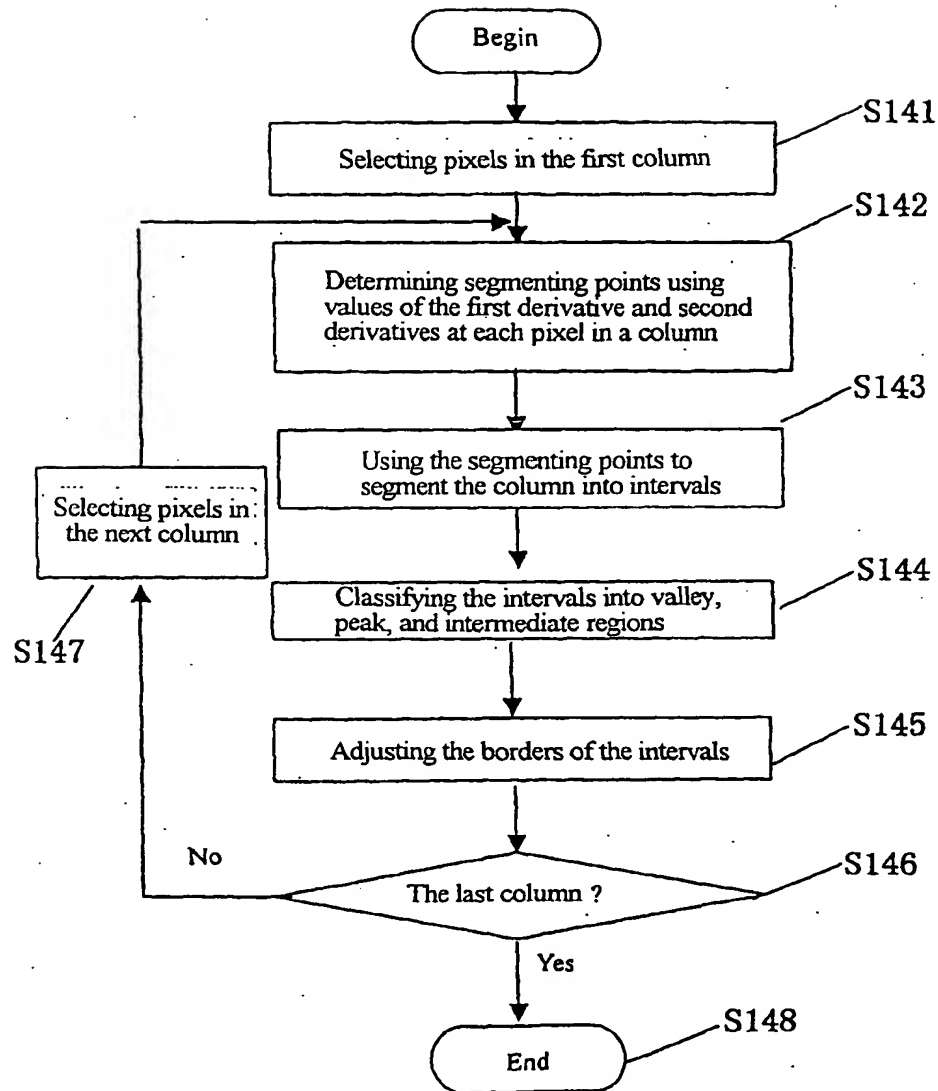 Begin
S141
Selecting pixels in the first column
S142
Determining segmenting points using
values of the first derivative and second
derivatives at each pixel in a column
S143
Using the segmenting points to
segment the column into intervals
Selecting pixels in
the next column
S147
S144
Classifying the intervals into valley,
peak, and intermediate regions
S145
Adjusting the borders of the intervals
No
S146
The last column ?
Yes
S148
End